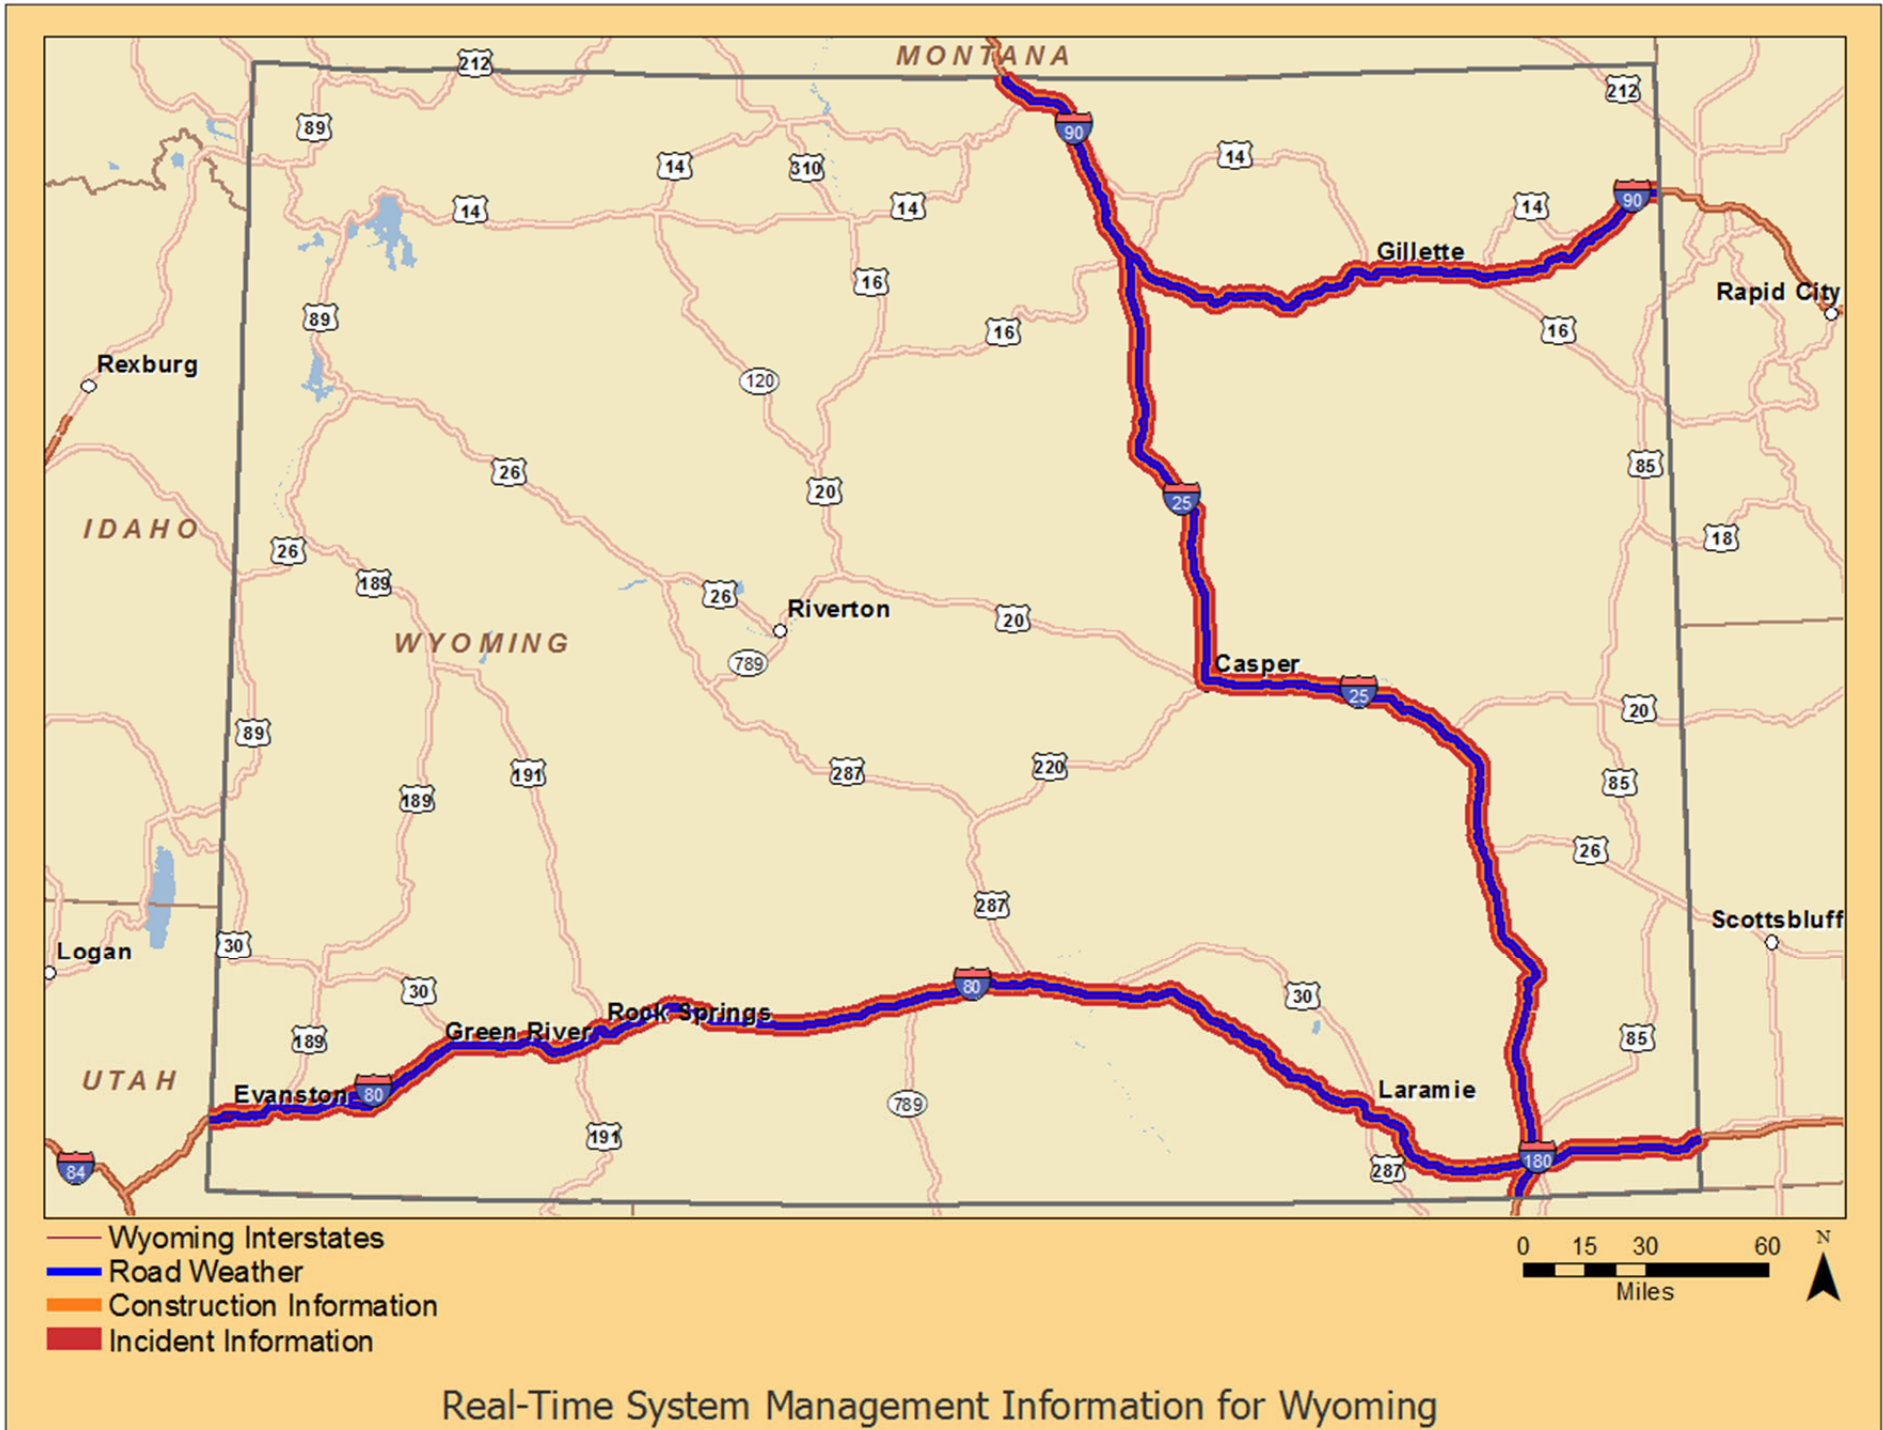 MONTANA
212
212
89
90
14
14
310
14
90
14
14
Gillette
16
Rapid City
89
16
16
Rexburg
120
26
85
20
25
IDAHO
18
26
189
26
Riverton
20
WYOMING
789
Casper
25
20
89
191
287
220
85
189
26
287
Scottsbluff
30
Logan
80
30
30
Rock Springs
Green River
189
85
UTAH
Evanston
80
Laramie
789
191
84
287
180
Wyoming Interstates
Road Weather
Construction Information
Incident Information
0 15 30 60
Miles
N
Real-Time System Management Information for Wyoming